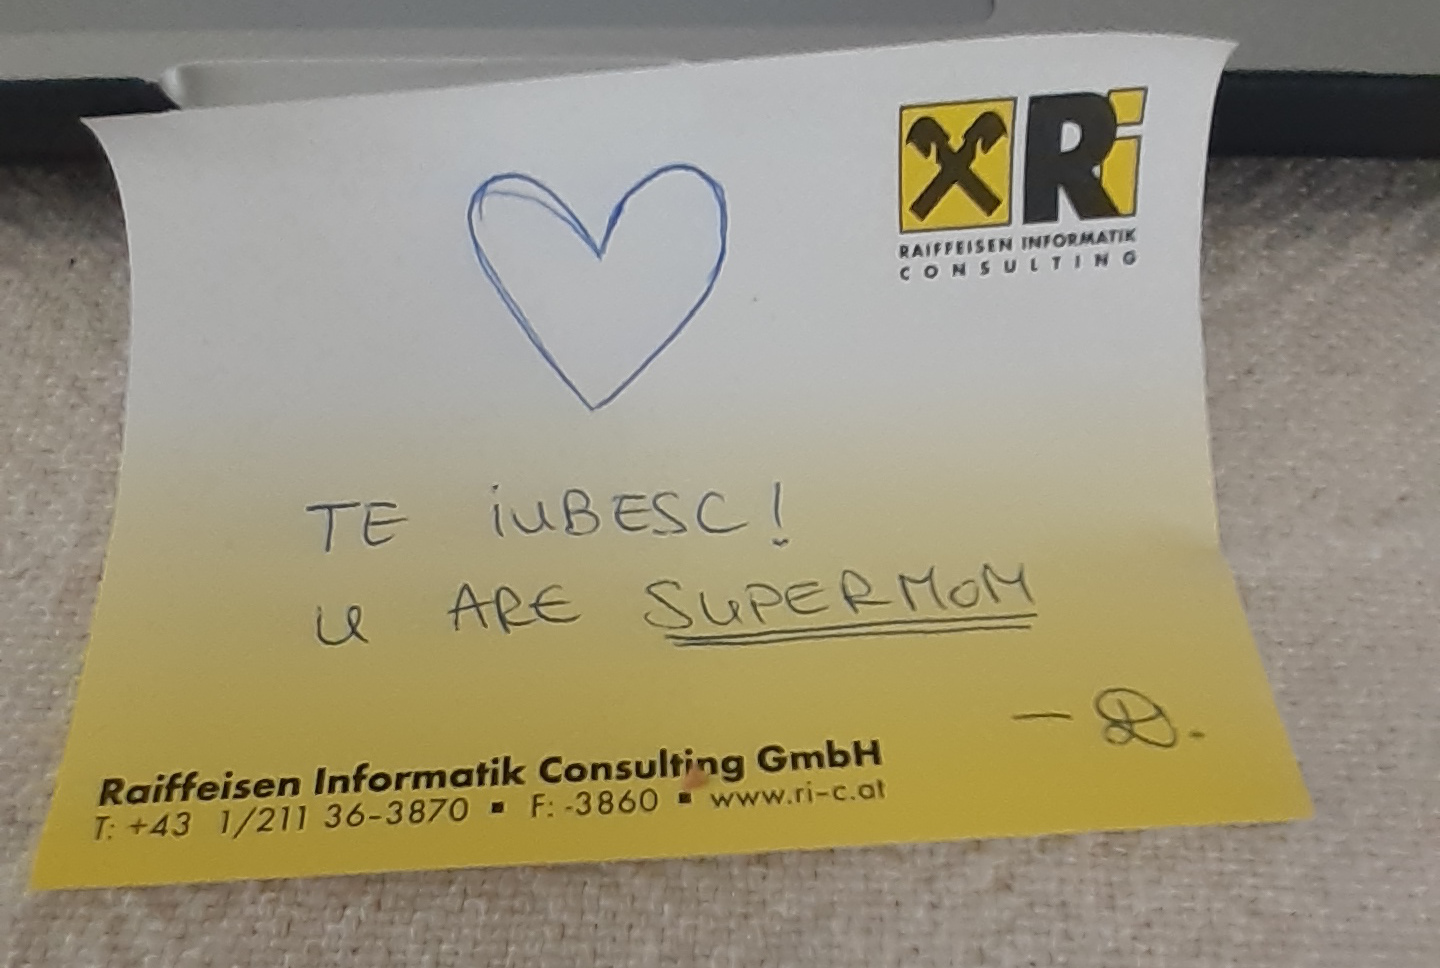 Ri
RAIFFEISEN INFORMATIK
CONSULTING
TE iUBESC!
U ARE SUPERMOM
— D.
Raiffeisen Informatik Consulting GmbH
T: +43 1/211 36-3870 ▪ F: -3860 ▪ www.ri-c.at